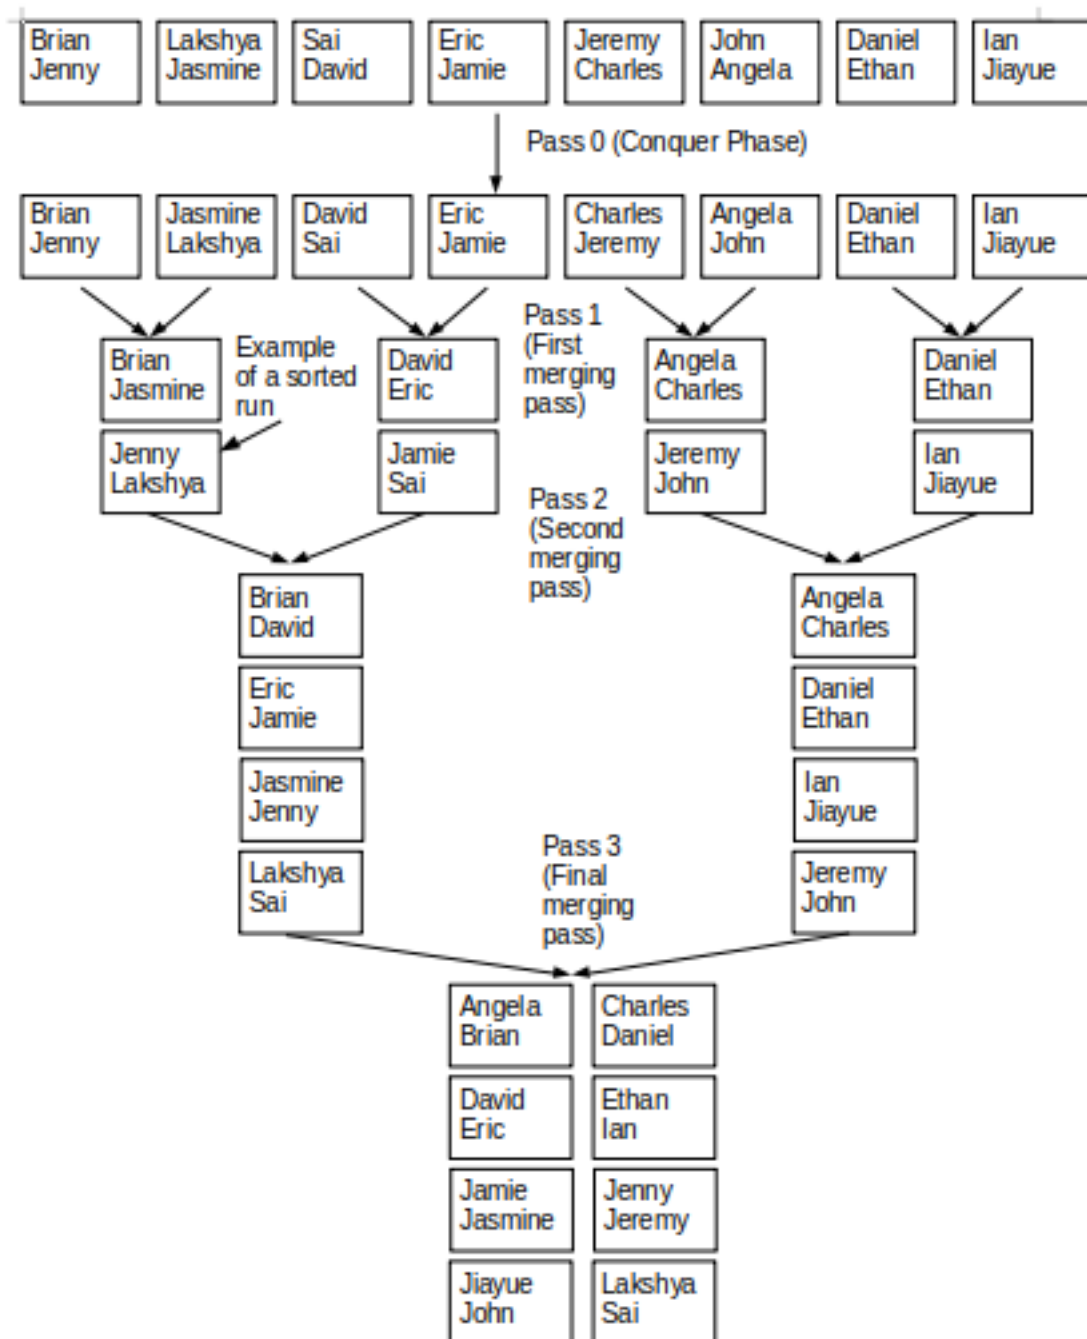 Brian
Jenny
Lakshya
Jasmine
Sai
David
Eric
Jamie
Jeremy
Charles
John
Angela
Daniel
Ethan
Ian
Jiayue
Pass 0 (Conquer Phase)
Brian
Jenny
Jasmine
Lakshya
David
Sai
Eric
Jamie
Charles
Jeremy
Angela
John
Daniel
Ethan
Ian
Jiayue
Pass 1
(First
merging
pass)
Brian
Jasmine
Example
of a sorted
run
David
Eric
Angela
Charles
Daniel
Ethan
Jenny
Lakshya
Jamie
Sai
Jeremy
John
Ian
Jiayue
Pass 2
(Second
merging
pass)
Brian
David
Angela
Charles
Eric
Jamie
Daniel
Ethan
Jasmine
Jenny
Ian
Jiayue
Lakshya
Sai
Jeremy
John
Pass 3
(Final
merging
pass)
Angela
Brian
Charles
Daniel
David
Eric
Ethan
Ian
Jamie
Jasmine
Jenny
Jeremy
Jiayue
John
Lakshya
Sai